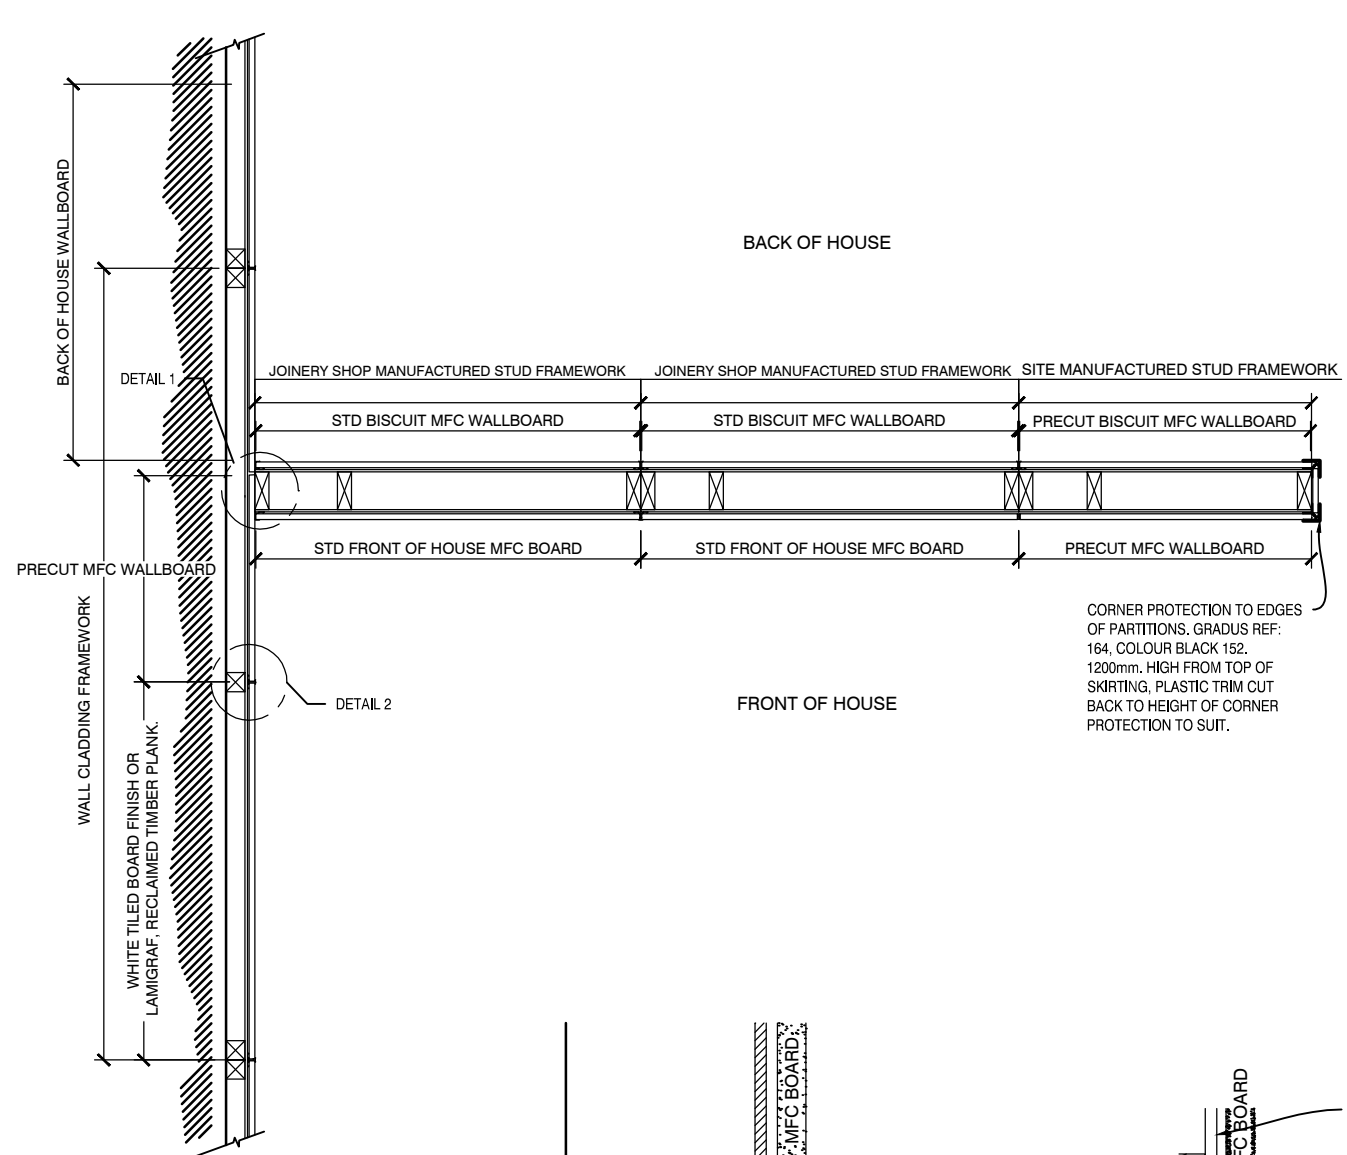 BACK OF HOUSE
BACK OF HOUSE WALLBOARD
DETAIL 1
JOINERY SHOP MANUFACTURED STUD FRAMEWORK
JOINERY SHOP MANUFACTURED STUD FRAMEWORK
SITE MANUFACTURED STUD FRAMEWORK
STD BISCUIT MFC WALLBOARD
STD BISCUIT MFC WALLBOARD
PRECUT BISCUIT MFC WALLBOARD
STD FRONT OF HOUSE MFC BOARD
STD FRONT OF HOUSE MFC BOARD
PRECUT MFC WALLBOARD
PRECUT MFC WALLBOARD
WALL CLADDING FRAMEWORK
CORNER PROTECTION TO EDGES
OF PARTITIONS. GRADUS REF:
164, COLOUR BLACK 152.
1200mm. HIGH FROM TOP OF
SKIRTING, PLASTIC TRIM CUT
BACK TO HEIGHT OF CORNER
PROTECTION TO SUIT.
DETAIL 2
FRONT OF HOUSE
WHITE TILED BOARD FINISH OR
LAMIGRAF, RECLAIMED TIMBER PLANK.
MFC BOARD
FC BOARD